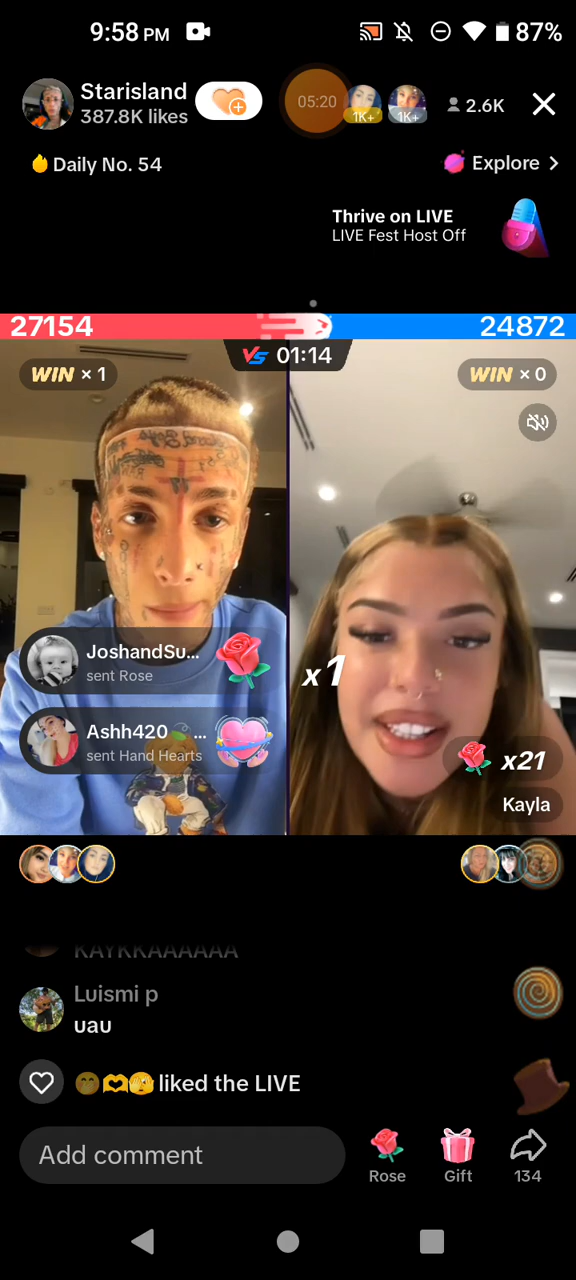 9:58 PM
87%
Starisland
387.8K likes
05:20
1K+
1K+
2.6K
Daily No. 54
Explore >
Thrive on LIVE
LIVE Fest Host Off
27154
24872
VS 01:14
WIN × 1
WIN × 0
JoshandSu...
sent Rose
x1
Ashh420 ...
sent Hand Hearts
x21
Kayla
KAYKKAAAAAA
Luismi p
uau
liked the LIVE
Add comment
Rose
Gift
134